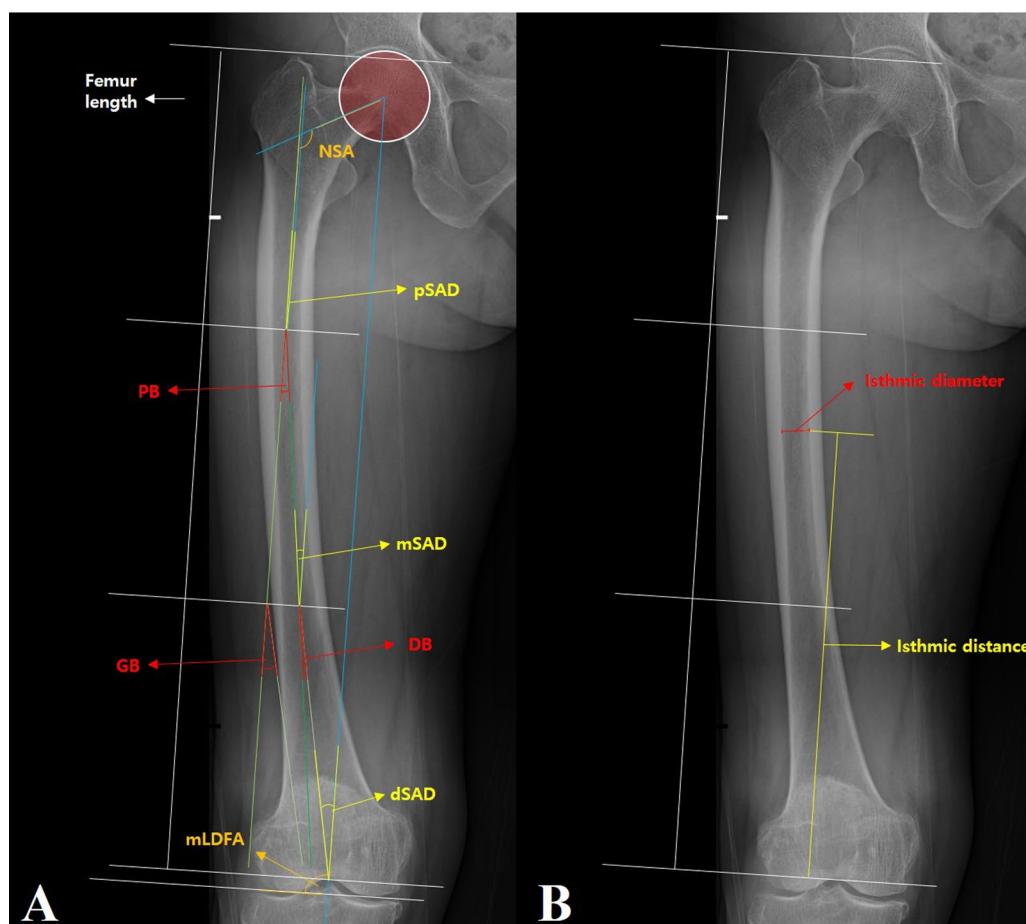 Femur
length
NSA
pSAD
PB
mSAD
GB
DB
dSAD
mLDFA
A
Isthmic diameter
Isthmic distance
B